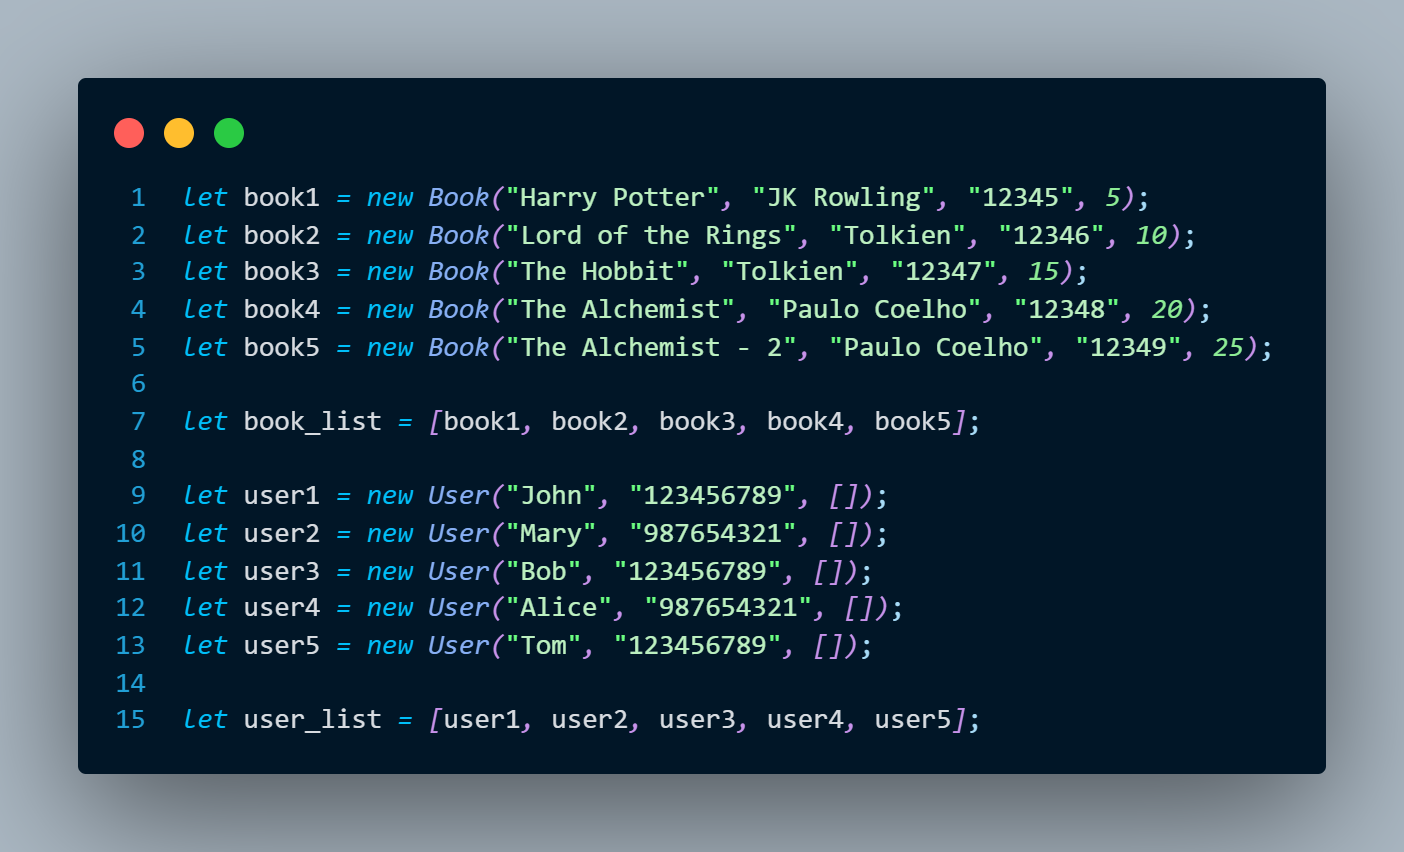 1 let book1 = new Book("Harry Potter", "JK Rowling", "12345", 5);
2 let book2 = new Book("Lord of the Rings", "Tolkien", "12346", 10);
3 let book3 = new Book("The Hobbit", "Tolkien", "12347", 15);
4 let book4 = new Book("The Alchemist", "Paulo Coelho", "12348", 20);
5 let book5 = new Book("The Alchemist - 2", "Paulo Coelho", "12349", 25);
6
7 let book_list = [book1, book2, book3, book4, book5];
8
9 let user1 = new User("John", "123456789", []);
10 let user2 = new User("Mary", "987654321", []);
11 let user3 = new User("Bob", "123456789", []);
12 let user4 = new User("Alice", "987654321", []);
13 let user5 = new User("Tom", "123456789", []);
14
15 let user_list = [user1, user2, user3, user4, user5];